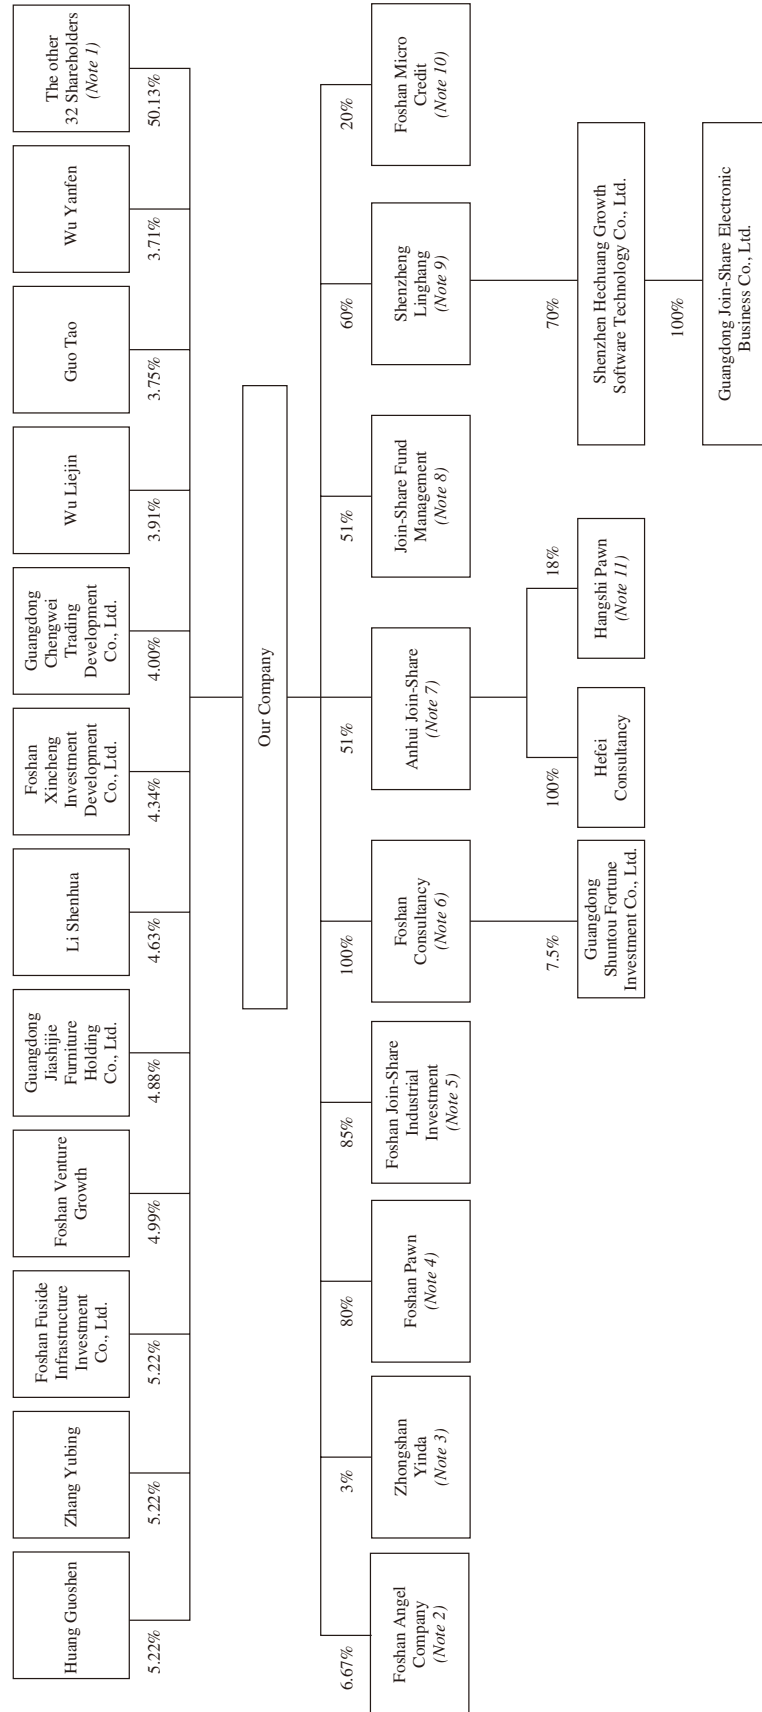 Huang Guoshen
Zhang Yubing
Foshan Fuside
Infrastructure
Investment
Co., Ltd.
Foshan Venture
Growth
Guangdong
Jiashijie
Furniture
Holding
Co., Ltd.
Li Shenhua
Foshan
Xincheng
Investment
Development
Co., Ltd.
Guangdong
Chengwei
Trading
Development
Co., Ltd.
Wu Liejin
Guo Tao
Wu Yanfen
The other
32 Shareholders
(Note 1)
5.22%
5.22%
5.22%
4.99%
4.88%
4.63%
4.34%
4.00%
3.91%
3.75%
3.71%
50.13%
Our Company
6.67%
3%
80%
85%
100%
51%
51%
60%
20%
Foshan Angel
Company
(Note 2)
Zhongshan
Yinda
(Note 3)
Foshan Pawn
(Note 4)
Foshan Join-Share
Industrial
Investment
(Note 5)
Foshan
Consultancy
(Note 6)
Anhui Join-Share
(Note 7)
Join-Share Fund
Management
(Note 8)
Shenzheng
Linghang
(Note 9)
Foshan Micro
Credit
(Note 10)
7.5%
100%
18%
70%
Guangdong
Shuntou Fortune
Investment Co., Ltd.
Hefei
Consultancy
Hangshi Pawn
(Note 11)
Shenzhen Hechuang Growth
Software Technology Co., Ltd.
100%
Guangdong Join-Share Electronic
Business Co., Ltd.